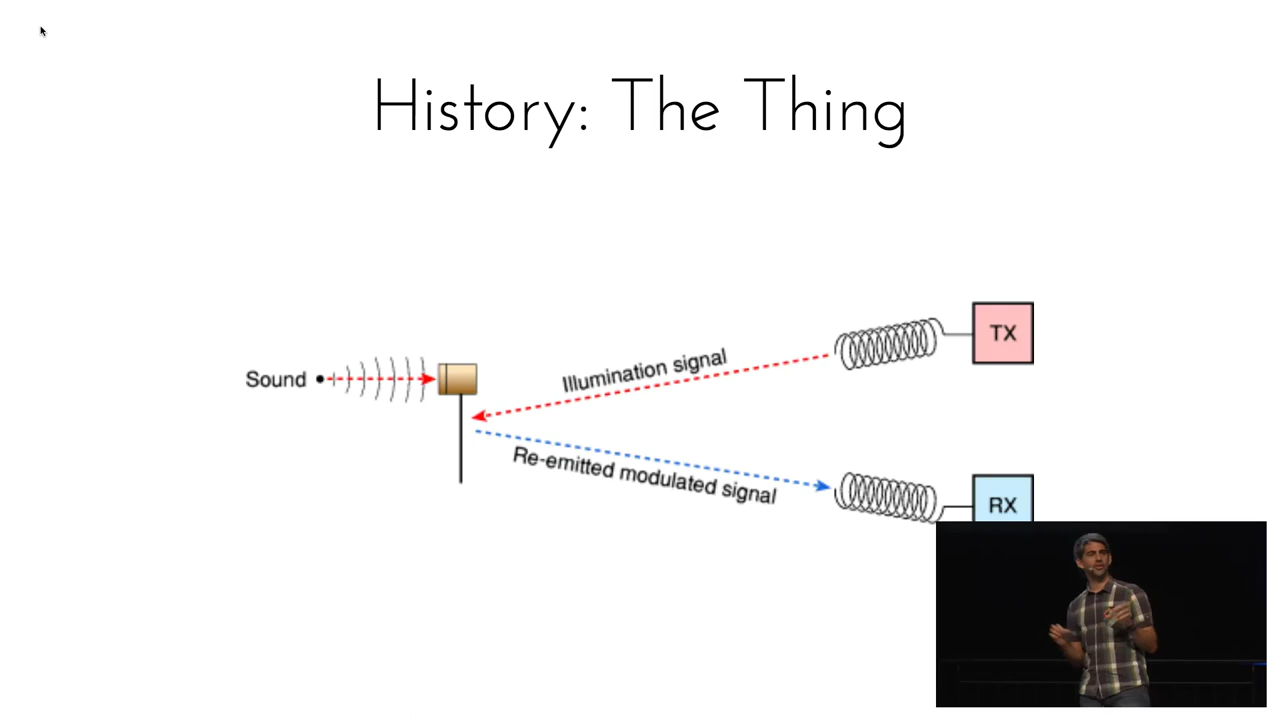 History: The Thing
Sound
Illumination signal
TX
Re-emitted modulated signal
RX